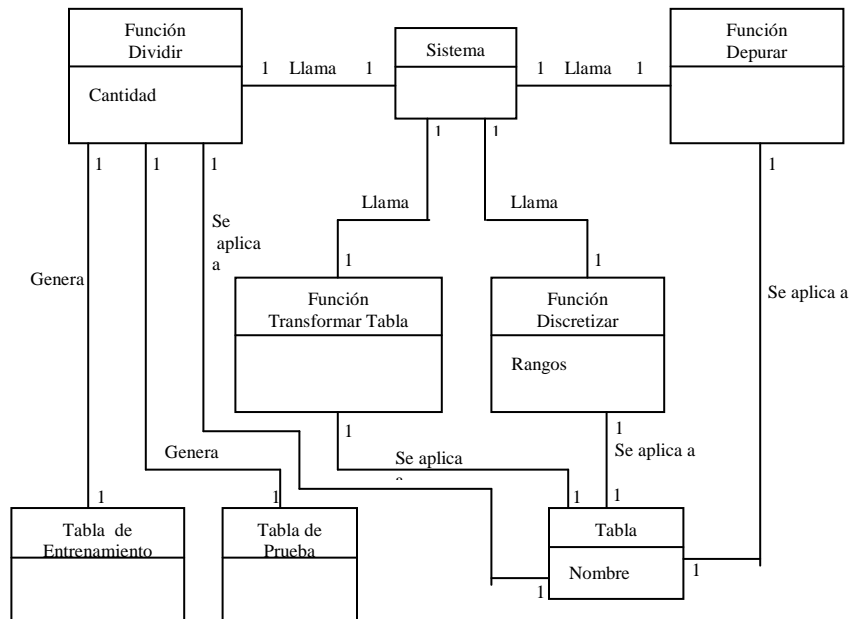 Función
Dividir
Cantidad
1 Llama 1
Sistema
1 Llama 1
Función
Depurar
1
1
1
1
1
1
Llama
Llama
Se
aplica
a
Genera
1
1
Función
Transformar Tabla
Función
Discretizar
Rangos
Se aplica a
1
1
Genera
Se aplica
Se aplica a
1
1
1
1
Tabla de
Entrenamiento
Tabla de
Prueba
Tabla
Nombre
1
1